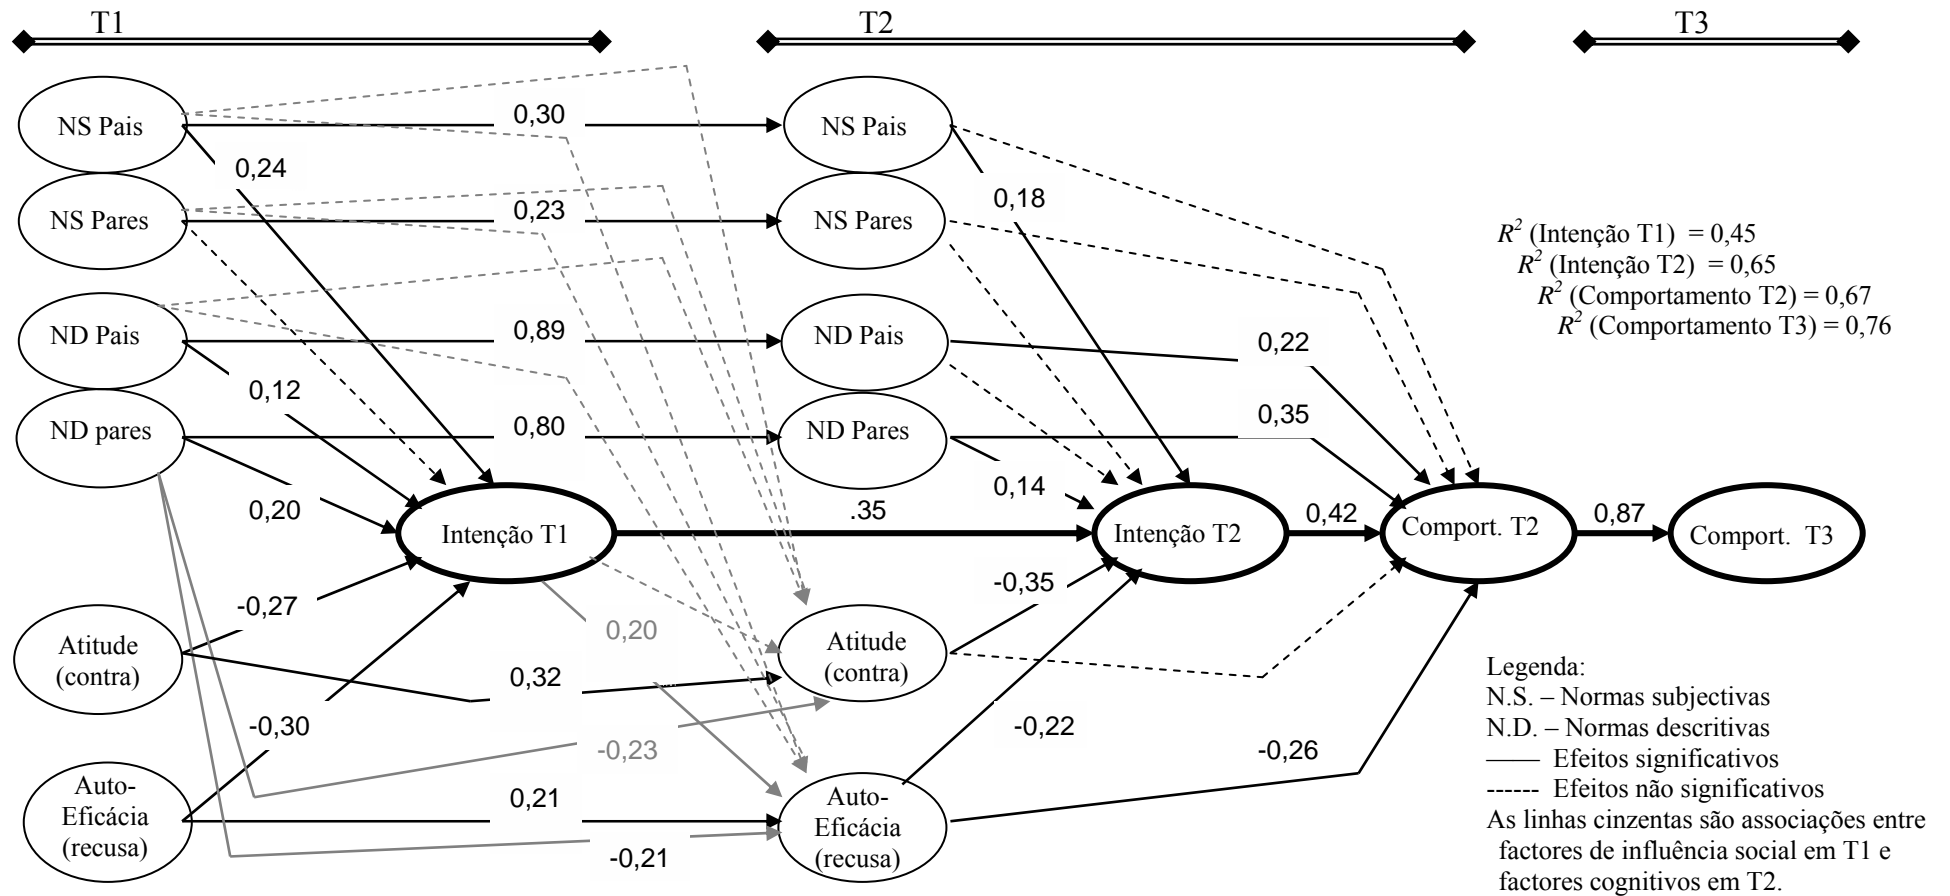 T1
T2
T3
NS Pais
0,30
NS Pais
0,24
NS Pares
0,23
NS Pares
0,18
R² (Intenção T1) = 0,45
R² (Intenção T2) = 0,65
R² (Comportamento T2) = 0,67
R² (Comportamento T3) = 0,76
ND Pais
0,89
ND Pais
0,22
0,12
ND pares
0,80
ND Pares
0,35
0,20
0,14
Intenção T1
.35
Intenção T2
0,42
Comport. T2
0,87
Comport. T3
-0,27
-0,35
Atitude
(contra)
0,20
0,32
Atitude
(contra)
-0,30
-0,23
-0,22
-0,26
Auto-
Eficácia
(recusa)
0,21
-0,21
Auto-
Eficácia
(recusa)
Legenda:
N.S. – Normas subjectivas
N.D. – Normas descritivas
—— Efeitos significativos
------ Efeitos não significativos
As linhas cinzentas são associações entre
factores de influência social em T1 e
factores cognitivos em T2.